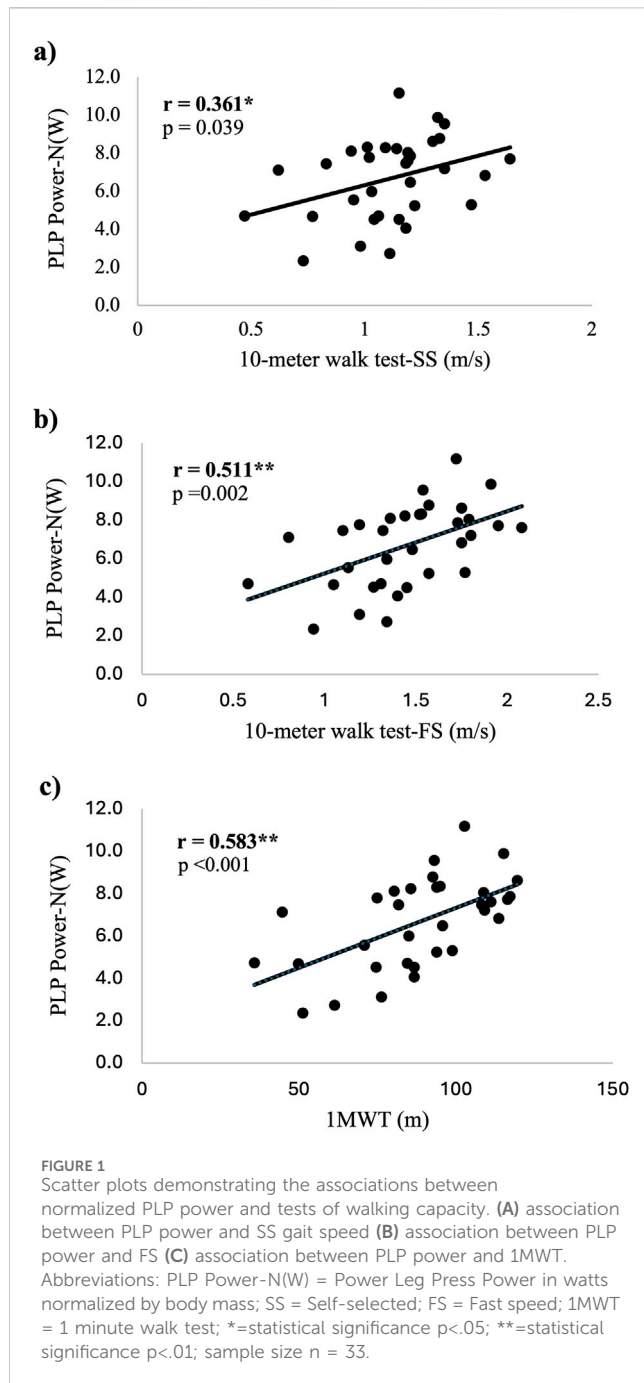 a)
12.0
10.0
8.0
6.0
4.0
2.0
0.0
PLP Power-N(W)
r = 0.361*
p = 0.039
0
0.5
1
1.5
2
10-meter walk test-SS (m/s)
b)
12.0
10.0
8.0
6.0
4.0
2.0
0.0
PLP Power-N(W)
r = 0.511**
p =0.002
0
0.5
1
1.5
2
2.5
10-meter walk test-FS (m/s)
c)
12.0
10.0
8.0
6.0
4.0
2.0
0.0
PLP Power-N(W)
r = 0.583**
p <0.001
0
50
100
150
1MWT (m)
FIGURE 1
Scatter plots demonstrating the associations between
normalized PLP power and tests of walking capacity. (A) association
between PLP power and SS gait speed (B) association between PLP
power and FS (C) association between PLP power and 1MWT.
Abbreviations: PLP Power-N(W) = Power Leg Press Power in watts
normalized by body mass; SS = Self-selected; FS = Fast speed; 1MWT
= 1 minute walk test; *=statistical significance p<.05; **=statistical
significance p<.01; sample size n = 33.